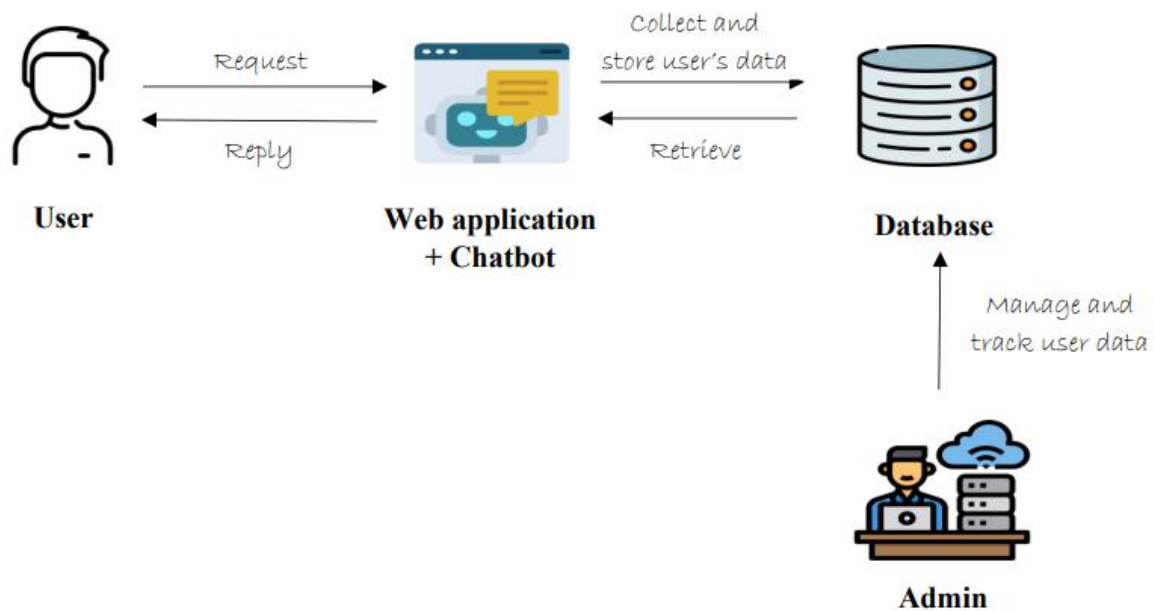 Request
Reply
User
Web application
+ Chatbot
Collect and
store user's data
Retrieve
Database
Manage and
track user data
Admin